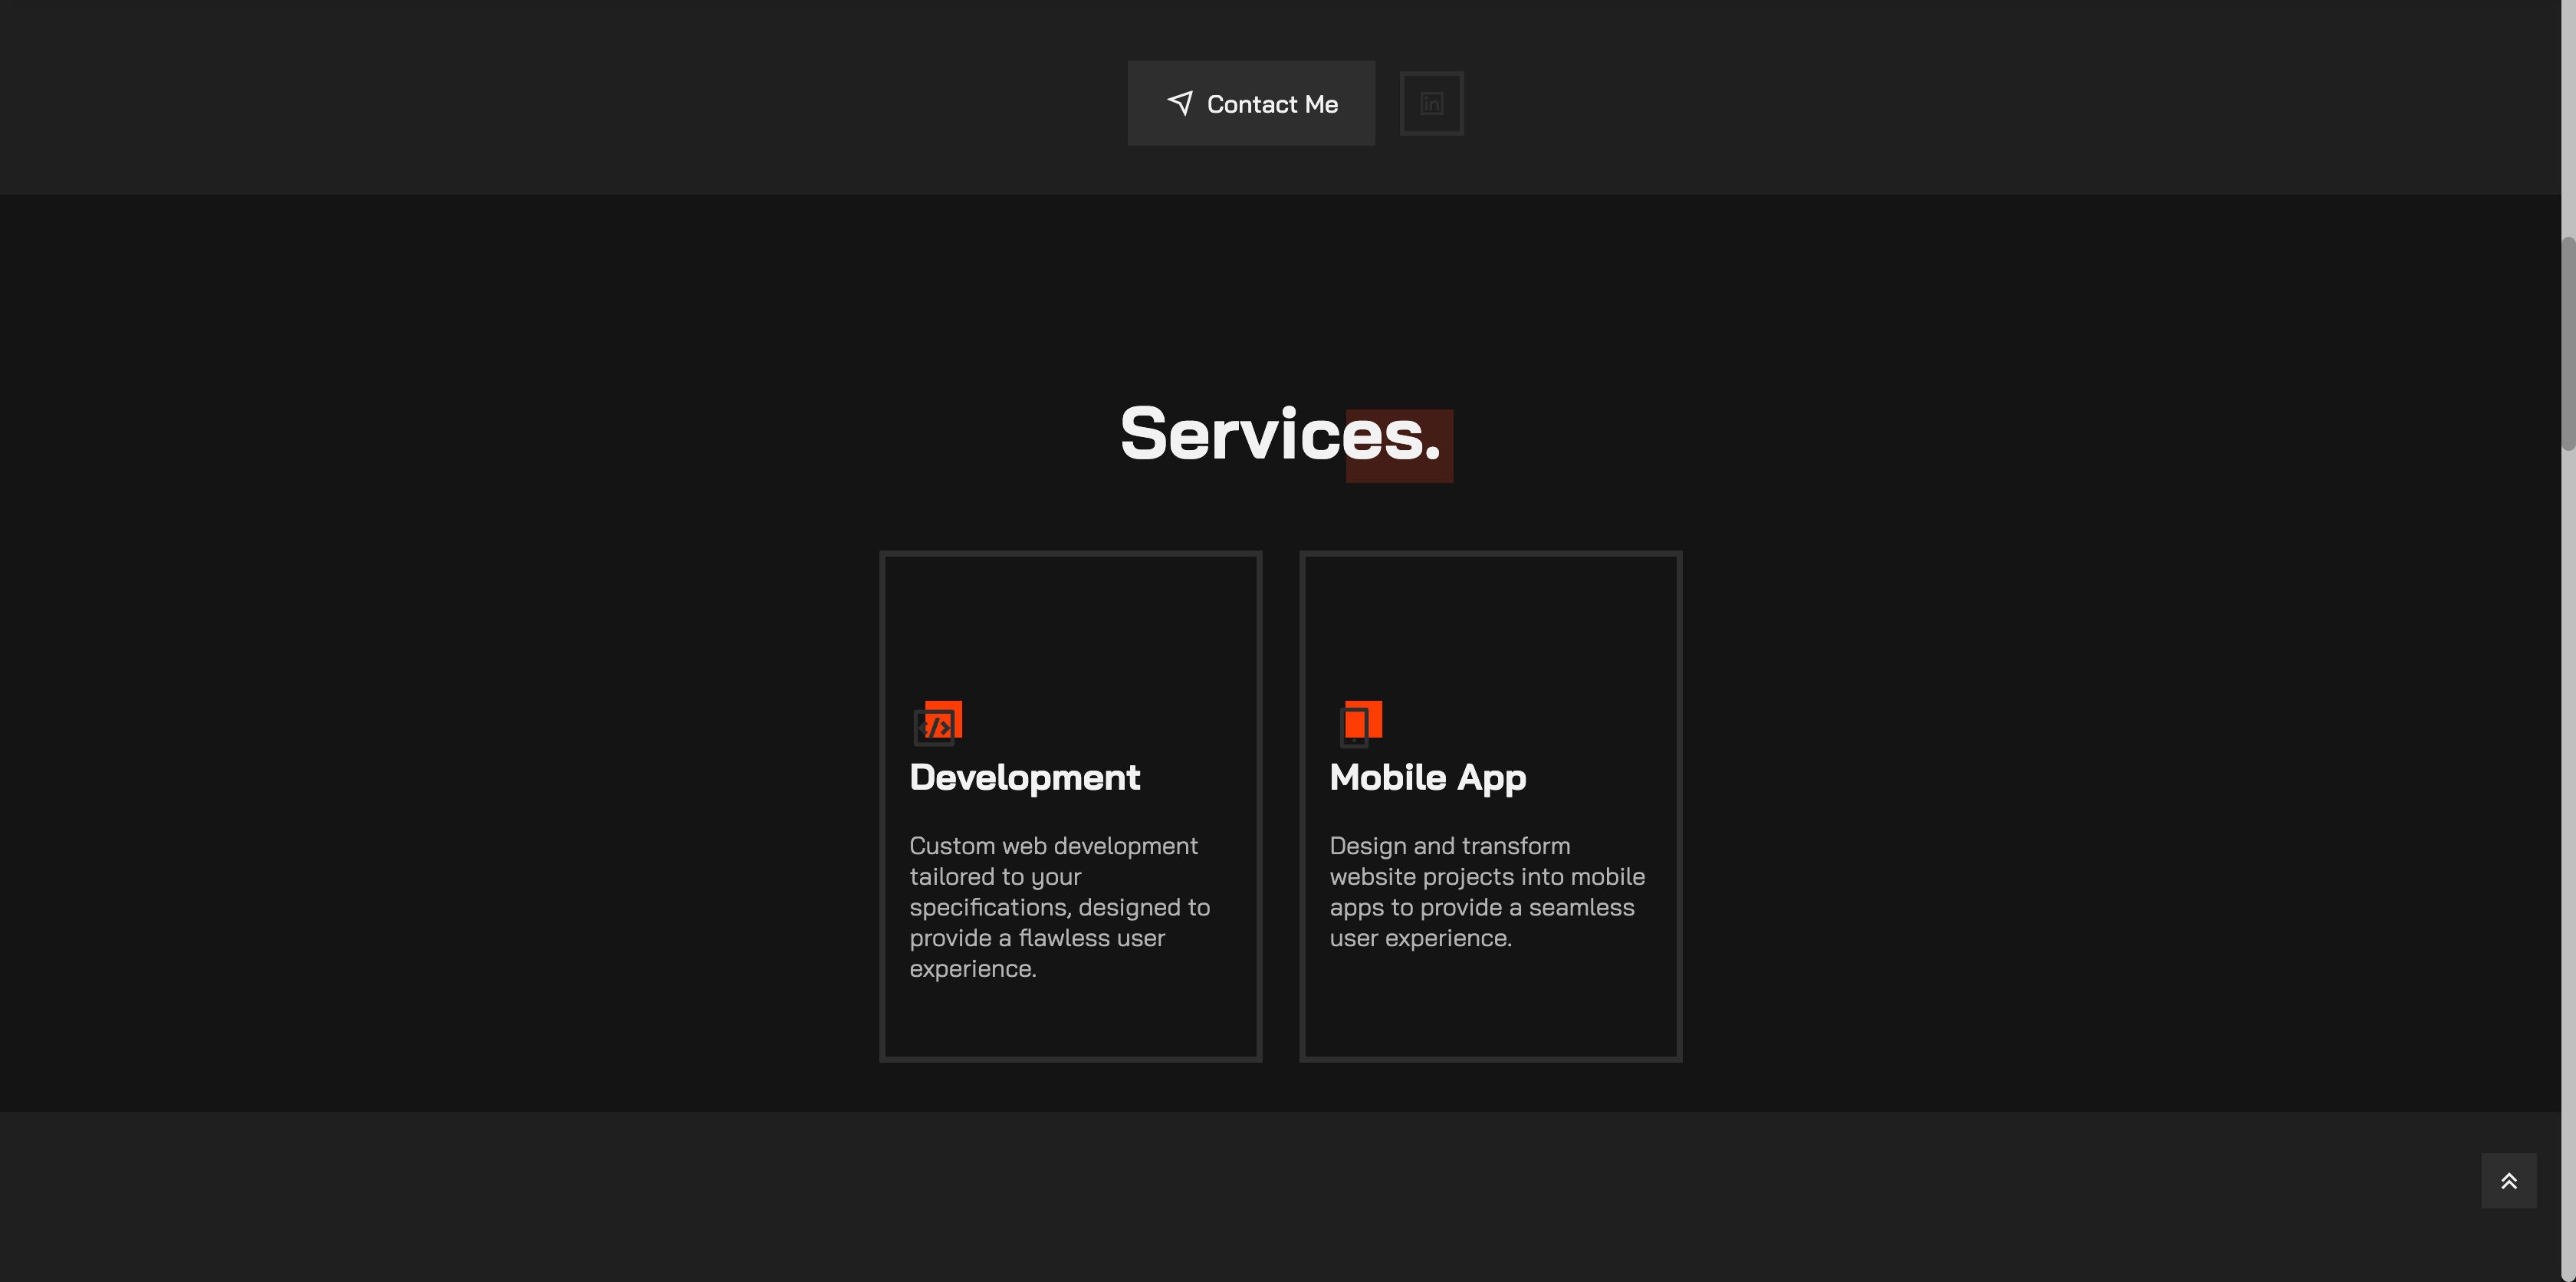 Contact Me
Services.
Development
Custom web development
tailored to your
specifications, designed to
provide a flawless user
experience.
Mobile App
Design and transform
website projects into mobile
apps to provide a seamless
user experience.